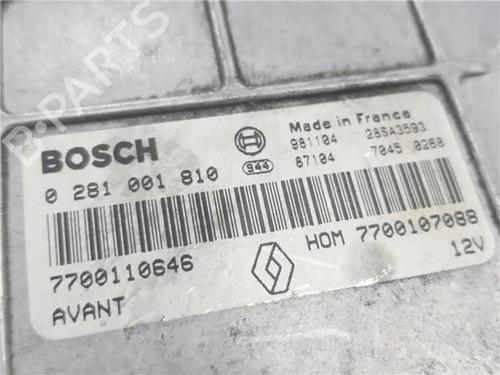 B-PARTS
BOSCH
Made in France
0 281 001 810
981104 28SA3593
944
87104 7045 0268
7700110646
HOM 7700107088
AVANT
12V